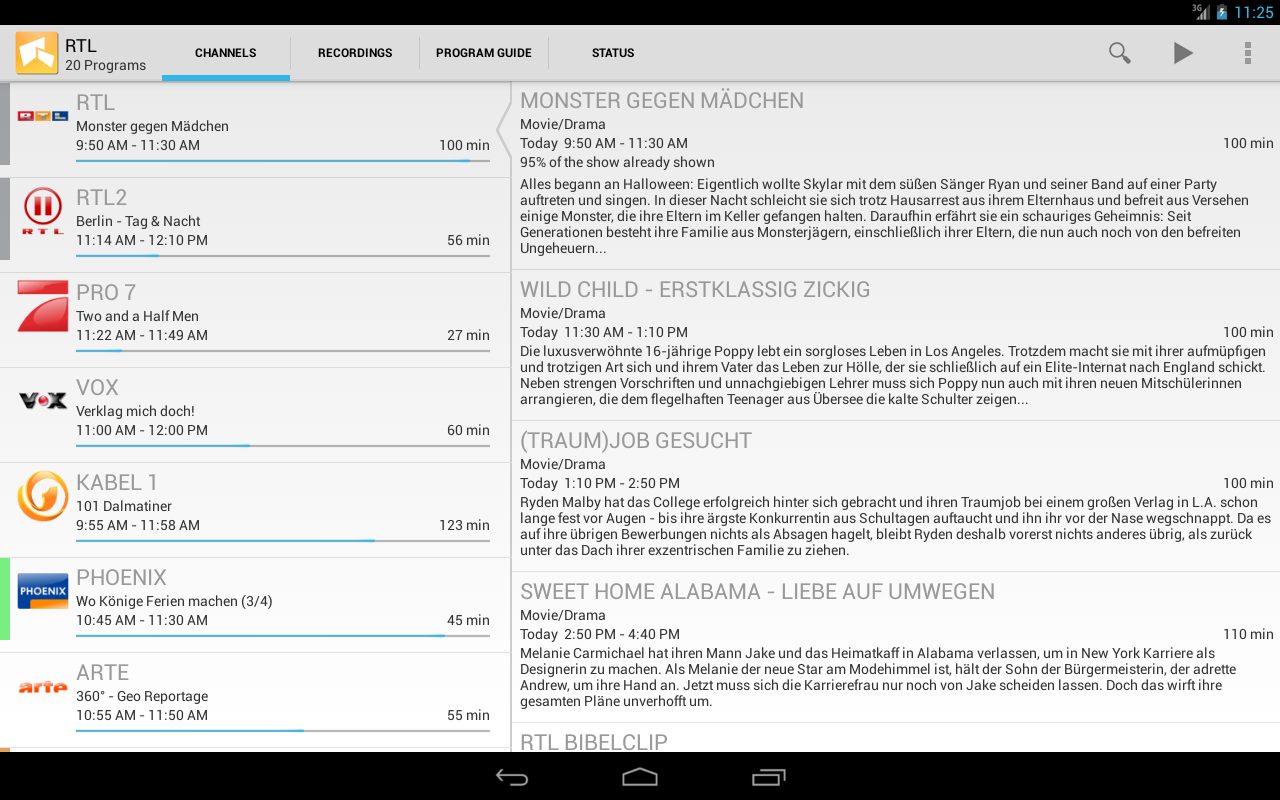 3G
11:25
RTL
20 Programs
CHANNELS
RECORDINGS
PROGRAM GUIDE
STATUS
RTL
RTL
Monster gegen Mädchen
9:50 AM - 11:30 AM
100 min
RTL
RTL2
Berlin - Tag & Nacht
11:14 AM - 12:10 PM
56 min
PRO 7
Two and a Half Men
11:22 AM - 11:49 AM
27 min
VOX
VOX
Verklag mich doch!
11:00 AM - 12:00 PM
60 min
KABEL 1
101 Dalmatiner
9:55 AM - 11:58 AM
123 min
PHOENIX
PHOENIX
Wo Könige Ferien machen (3/4)
10:45 AM - 11:30 AM
45 min
arte
ARTE
360° - Geo Reportage
10:55 AM - 11:50 AM
55 min
MONSTER GEGEN MÄDCHEN
Movie/Drama
Today 9:50 AM - 11:30 AM
100 min
95% of the show already shown
Alles begann an Halloween: Eigentlich wollte Skylar mit dem süßen Sänger Ryan und seiner Band auf einer Party
auftreten und singen. In dieser Nacht schleicht sie sich trotz Hausarrest aus ihrem Elternhaus und befreit aus Versehen
einige Monster, die ihre Eltern im Keller gefangen halten. Daraufhin erfährt sie ein schauriges Geheimnis: Seit
Generationen besteht ihre Familie aus Monsterjägern, einschließlich ihrer Eltern, die nun auch noch von den befreiten
Ungeheuern...
WILD CHILD - ERSTKLASSIG ZICKIG
Movie/Drama
Today 11:30 AM - 1:10 PM
100 min
Die luxusverwöhnte 16-jährige Poppy lebt ein sorgloses Leben in Los Angeles. Trotzdem macht sie mit ihrer aufmüpfigen
und trotzigen Art sich und ihrem Vater das Leben zur Hölle, der sie schließlich auf ein Elite-Internat nach England schickt.
Neben strengen Vorschriften und unnachgiebigen Lehrer muss sich Poppy nun auch mit ihren neuen Mitschülerinnen
arrangieren, die dem flegelhaften Teenager aus Übersee die kalte Schulter zeigen...
(TRAUM)JOB GESUCHT
Movie/Drama
Today 1:10 PM - 2:50 PM
100 min
Ryden Malby hat das College erfolgreich hinter sich gebracht und ihren Traumjob bei einem großen Verlag in L.A. schon
lange fest vor Augen - bis ihre ärgste Konkurrentin aus Schultagen auftaucht und ihn ihr vor der Nase wegschnappt. Da es
auf ihre übrigen Bewerbungen nichts als Absagen hagelt, bleibt Ryden deshalb vorerst nichts anderes übrig, als zurück
unter das Dach ihrer exzentrischen Familie zu ziehen.
SWEET HOME ALABAMA - LIEBE AUF UMWEGEN
Movie/Drama
Today 2:50 PM - 4:40 PM
110 min
Melanie Carmichael hat ihren Mann Jake und das Heimatkaff in Alabama verlassen, um in New York Karriere als
Designerin zu machen. Als Melanie der neue Star am Modehimmel ist, hält der Sohn der Bürgermeisterin, der adrette
Andrew, um ihre Hand an. Jetzt muss sich die Karrierefrau nur noch von Jake scheiden lassen. Doch das wirft ihre
gesamten Pläne unverhofft um.
RTL BIBELCLIP